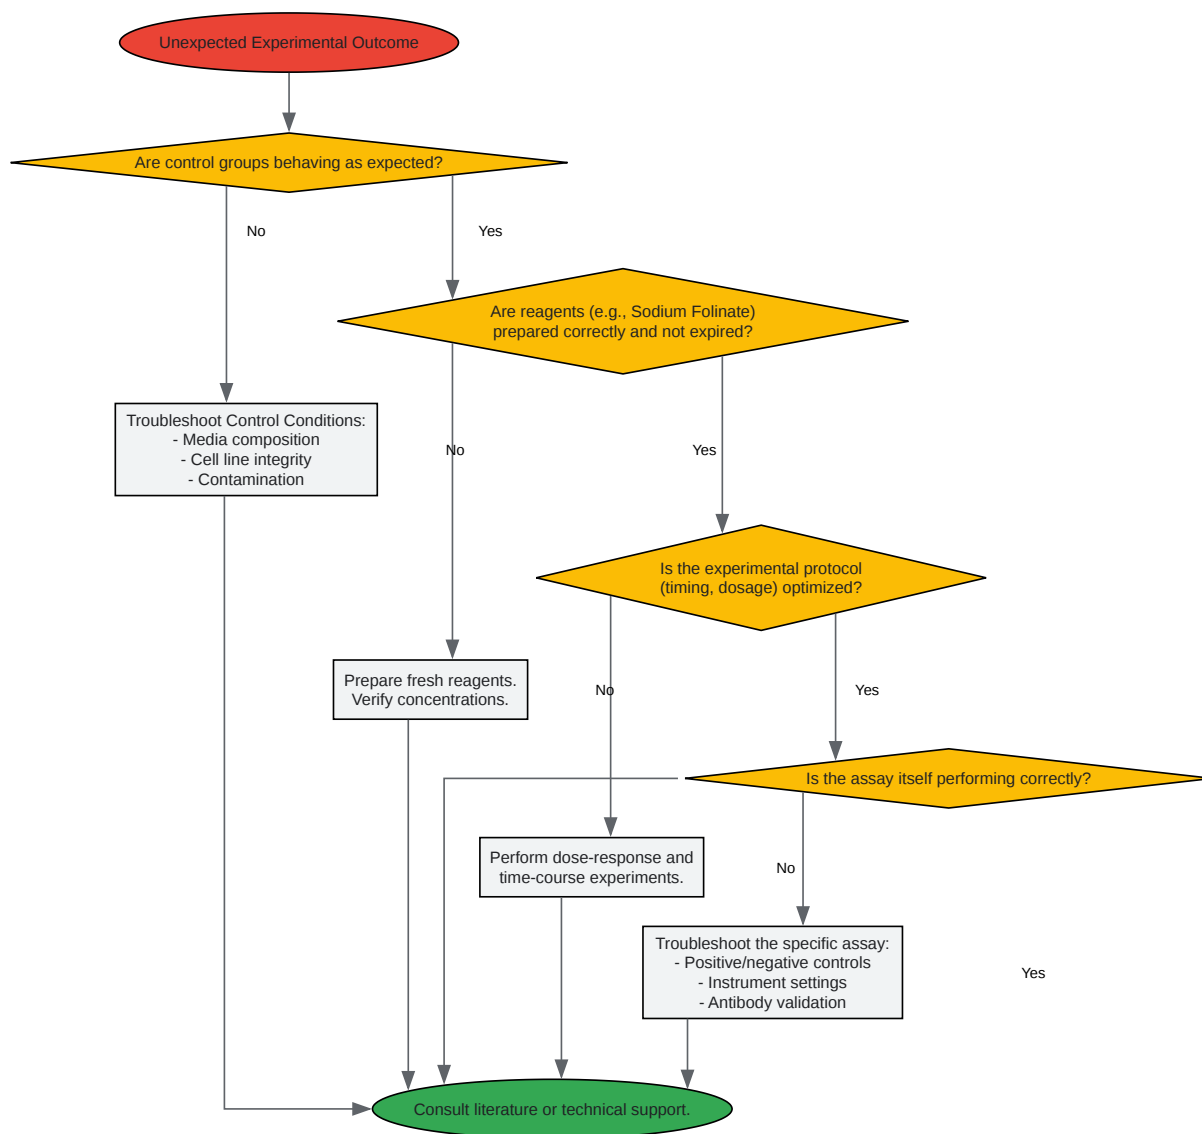 Unexpected Experimental Outcome
Are control groups behaving as expected?
No
Yes
Are reagents (e.g., Sodium Folinate)
prepared correctly and not expired?
Troubleshoot Control Conditions:
- Media composition
- Cell line integrity
- Contamination
No
Yes
Is the experimental protocol
(timing, dosage) optimized?
Prepare fresh reagents.
Verify concentrations.
No
Yes
Is the assay itself performing correctly?
Perform dose-response and
time-course experiments.
No
Troubleshoot the specific assay:
- Positive/negative controls
- Instrument settings
- Antibody validation
Yes
Consult literature or technical support.